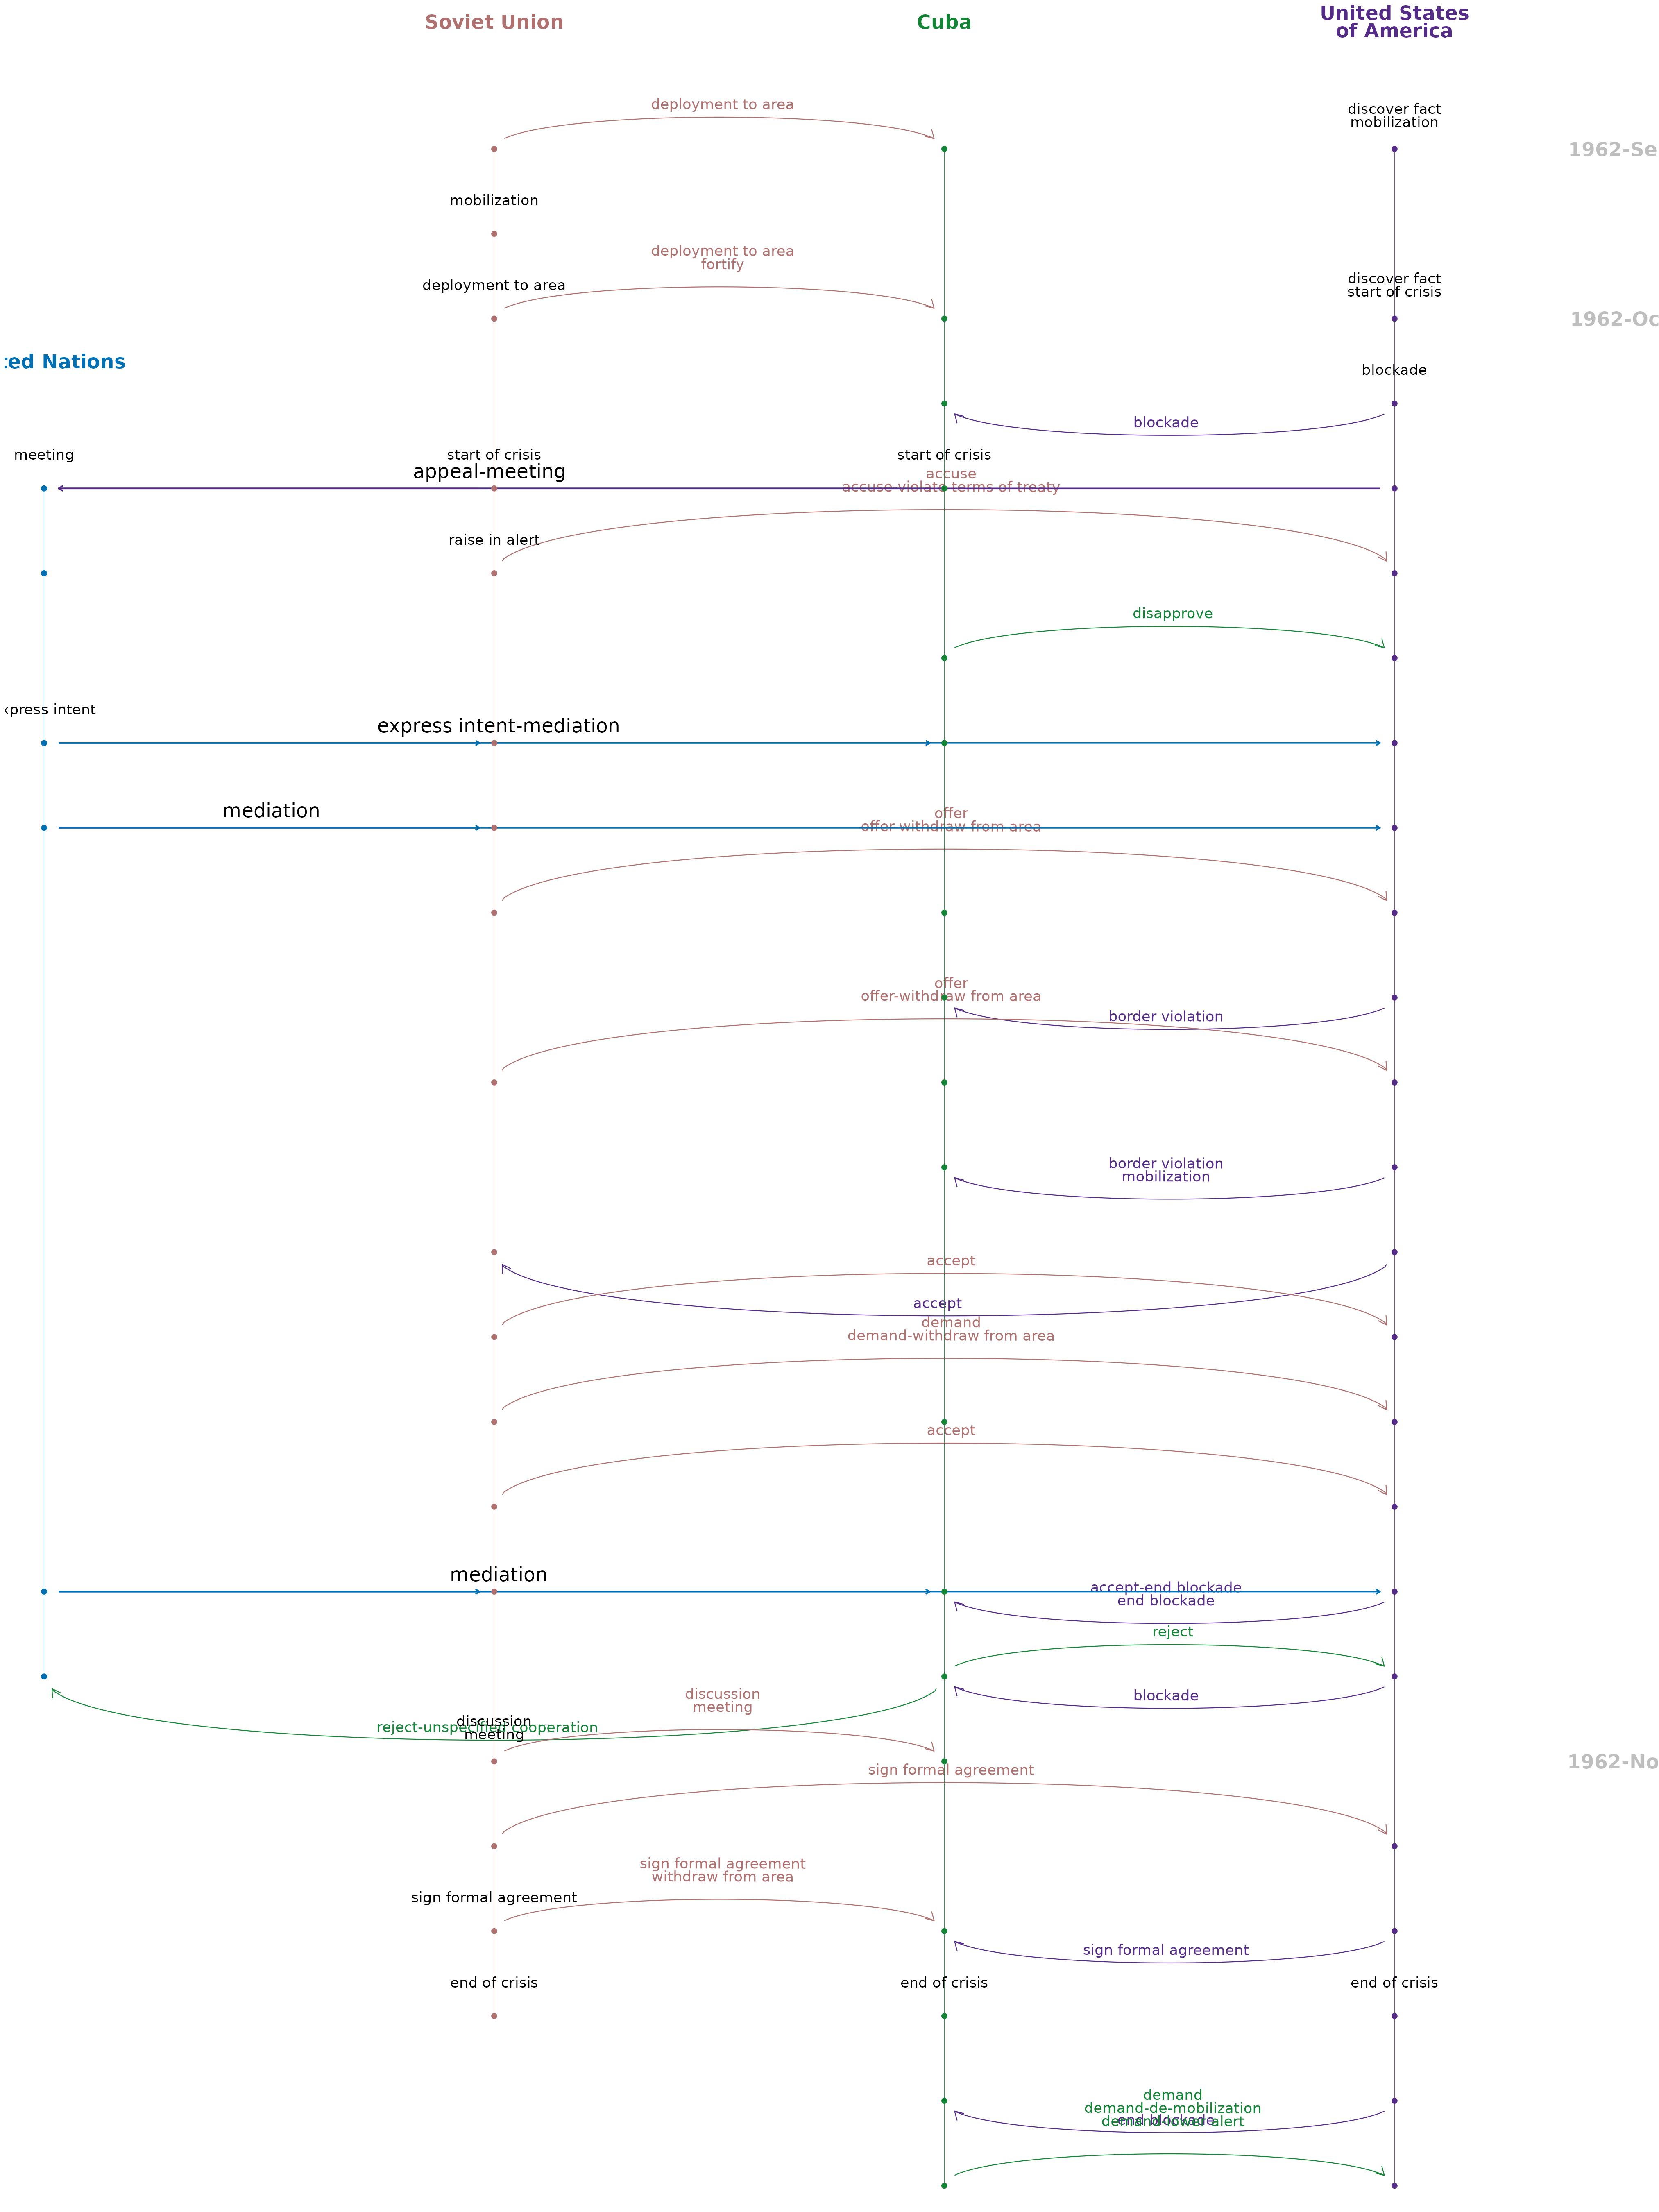 United States
of America
Soviet Union
Cuba
deployment to area
discover fact
mobilization
1962-Se
mobilization
deployment to area
fortify
deployment to area
discover fact
start of crisis
1962-Oc
ted Nations
blockade
blockade
meeting
start of crisis
start of crisis
appeal-meeting
accuse
accuse-violate terms of treaty
raise in alert
disapprove
xpress intent
express intent-mediation
mediation
offer
offer-withdraw from area
offer
offer-withdraw from area
border violation
border violation
mobilization
accept
accept
demand
demand-withdraw from area
accept
mediation
accept-end blockade
end blockade
reject
discussion
meeting
blockade
discussion
meeting
reject-unspecified cooperation
1962-No
sign formal agreement
sign formal agreement
withdraw from area
sign formal agreement
sign formal agreement
end of crisis
end of crisis
end of crisis
demand
demand-de-mobilization
demand-lower alert
end blockade